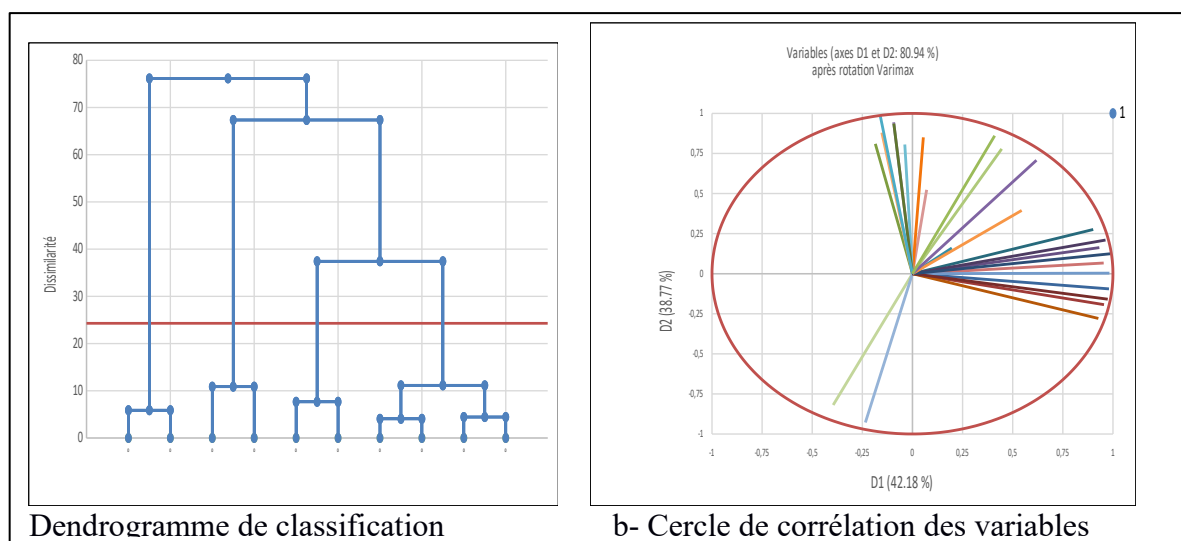 80
70
60
50
40
30
20
10
0
Dissimilarité
Dendrogramme de classification
Variables (axes D1 et D2: 80.94 %)
après rotation Varimax
1
1
0,75
0,5
0,25
0
-0,25
-0,5
-0,75
-1
D2 (38.77 %)
-1 -0,75 -0,5 -0,25 0 0,25 0,5 0,75 1
D1 (42.18 %)
b- Cercle de corrélation des variables